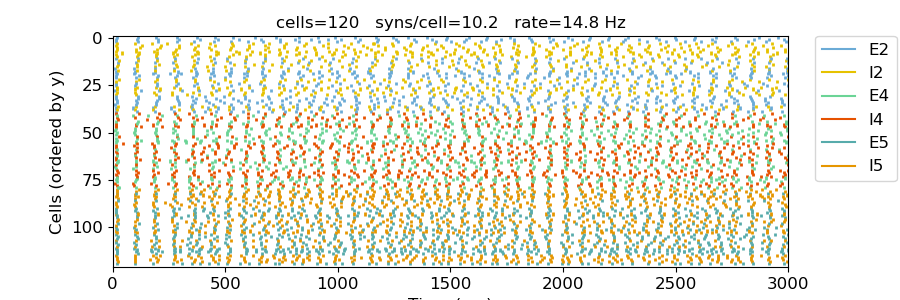 cells=120 syns/cell=10.2 rate=14.8 Hz
Cells (ordered by y)
0
25
50
75
100
0 500 1000 1500 2000 2500 3000
E2
I2
E4
I4
E5
I5